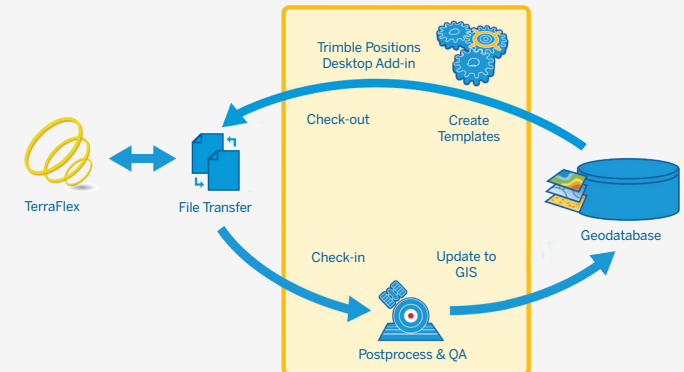 Trimble Positions
Desktop Add-in
Check-out
Create
Templates
TerraFlex
File Transfer
Geodatabase
Check-in
Update to
GIS
Postprocess & QA